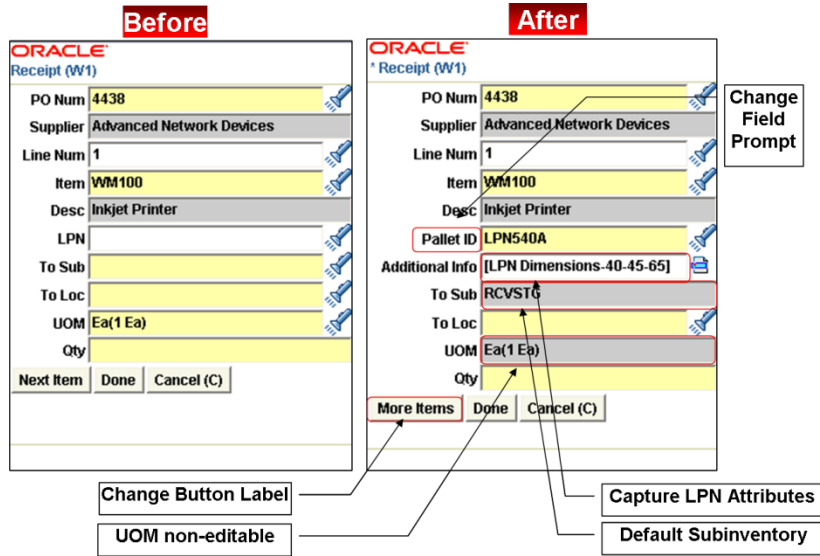 Before
ORACLE
Receipt (W1)
PO Num 4438
Supplier Advanced Network Devices
Line Num 1
Item WM100
Desc Inkjet Printer
LPN
To Sub
To Loc
UOM Ea(1 Ea)
Qty
Next Item Done Cancel (C)
After
ORACLE
* Receipt (W1)
PO Num 4438
Supplier Advanced Network Devices
Line Num 1
Item WM100
Desc Inkjet Printer
Pallet ID LPN540A
Additional Info [LPN Dimensions-40-45-65]
To Sub RCVSTG
To Loc
UOM Ea(1 Ea)
Qty
More Items Done Cancel (C)
Change
Field
Prompt
Change Button Label
UOM non-editable
Capture LPN Attributes
Default Subinventory